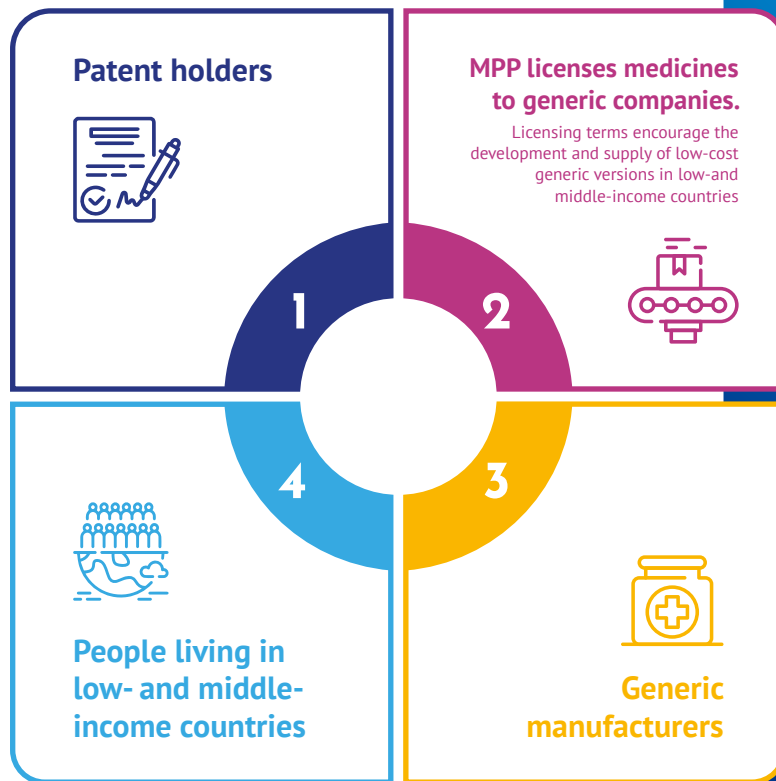 Patent holders
1
MPP licenses medicines
to generic companies.
Licensing terms encourage the
development and supply of low-cost
generic versions in low-and
middle-income countries
2
3
Generic
manufacturers
4
People living in
low- and middle-
income countries